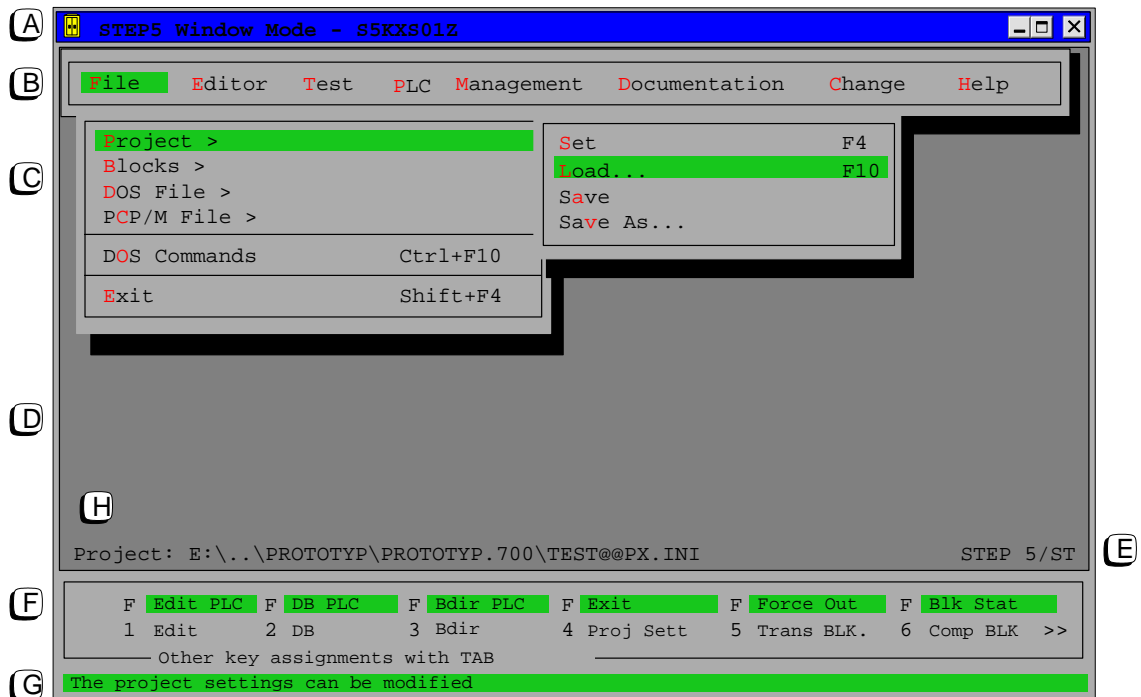 A
STEP5 Window Mode - S5KXS01Z
B
File Editor Test PLC Management Documentation Change Help
C
Project >
Blocks >
DOS File >
PCP/M File >
DOS Commands Ctrl+F10
Exit Shift+F4
Set F4
Load... F10
Save
Save As...
D
H
Project: E:\..\PROTOTYP\PROTOTYP.700\TEST@@PX.INI STEP 5/ST
E
F
F Edit PLC F DB PLC F Bdir PLC F Exit F Force Out F Blk Stat
1 Edit 2 DB 3 Bdir 4 Proj Sett 5 Trans BLK. 6 Comp BLK >>
Other key assignments with TAB
G
The project settings can be modified